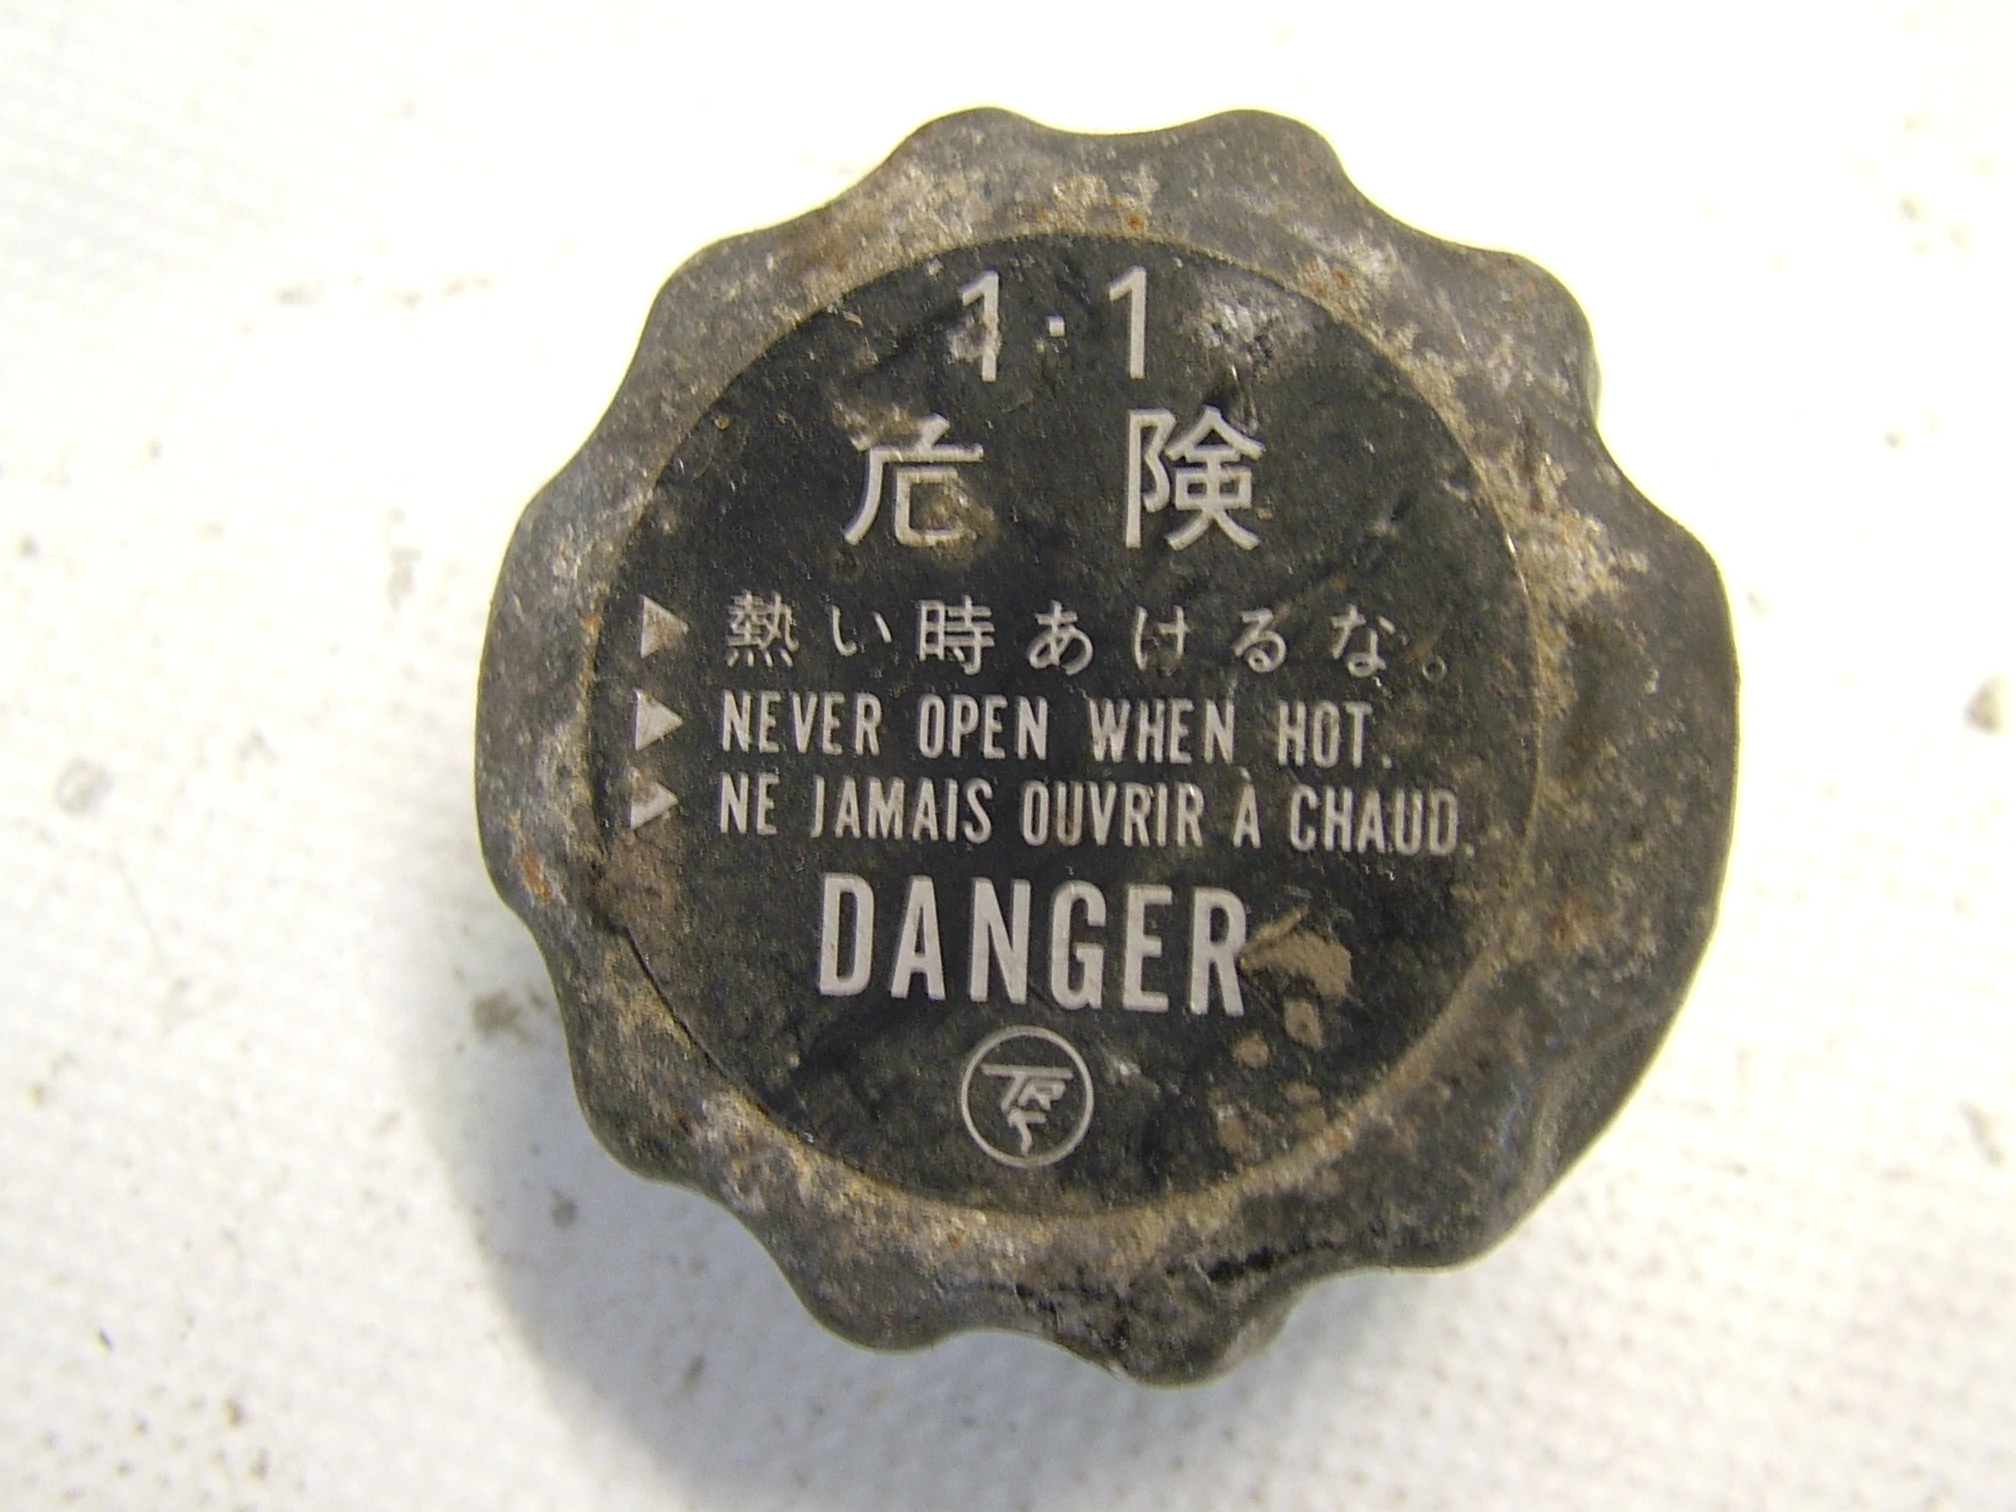 1·1
危険
▶熱い時あけるな。
▶NEVER OPEN WHEN HOT.
▶NE JAMAIS OUVRIR À CHAUD.
DANGER
TR